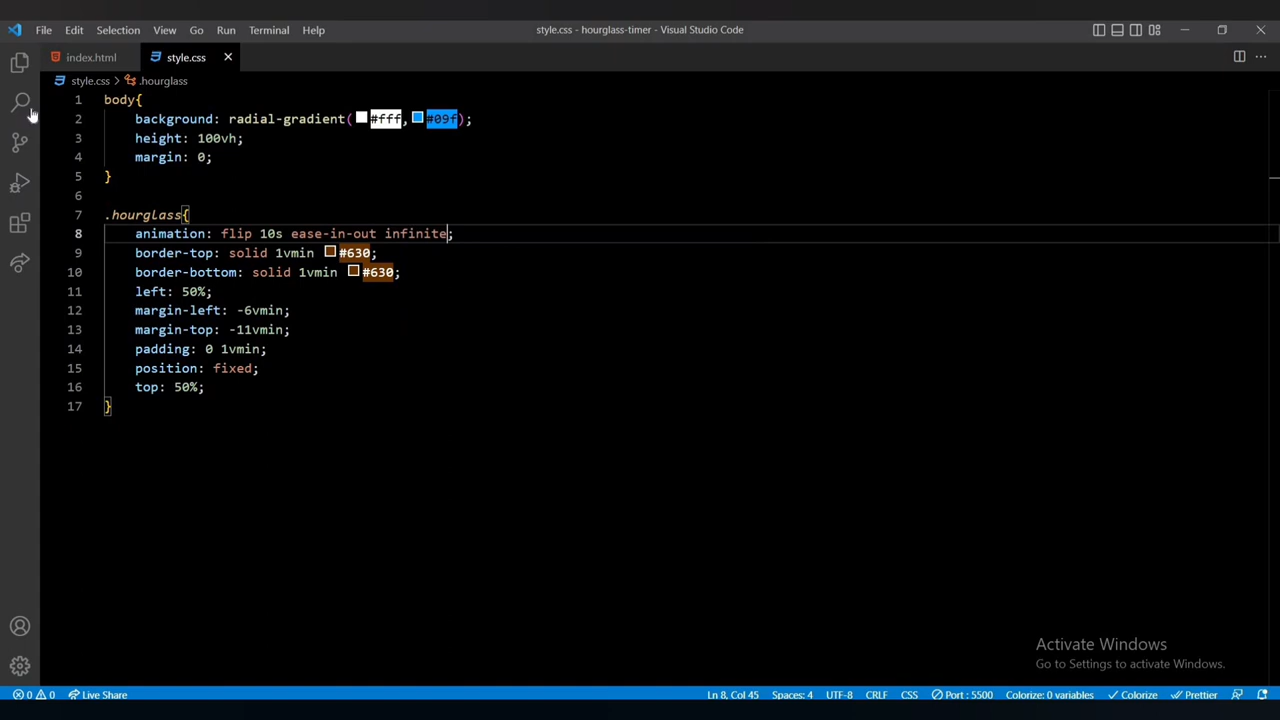 File Edit Selection View Go Run Terminal Help style.css - hourglass-timer - Visual Studio Code
index.html style.css
style.css > .hourglass
1 body{
2 background: radial-gradient(#fff,#09f);
3 height: 100vh;
4 margin: 0;
5 }
6
7 .hourglass{
8 animation: flip 10s ease-in-out infinite;
9 border-top: solid 1vmin #630;
10 border-bottom: solid 1vmin #630;
11 left: 50%;
12 margin-left: -6vmin;
13 margin-top: -11vmin;
14 padding: 0 1vmin;
15 position: fixed;
16 top: 50%;
17 }
Activate Windows
Go to Settings to activate Windows.
0 0 Live Share Ln 8, Col 45 Spaces: 4 UTF-8 CRLF CSS Port : 5500 Colorize: 0 variables Colorize Prettier